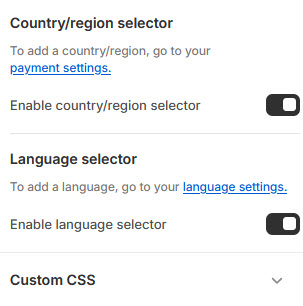 Country/region selector
To add a country/region, go to your
payment settings.
Enable country/region selector
Language selector
To add a language, go to your language settings.
Enable language selector
Custom CSS